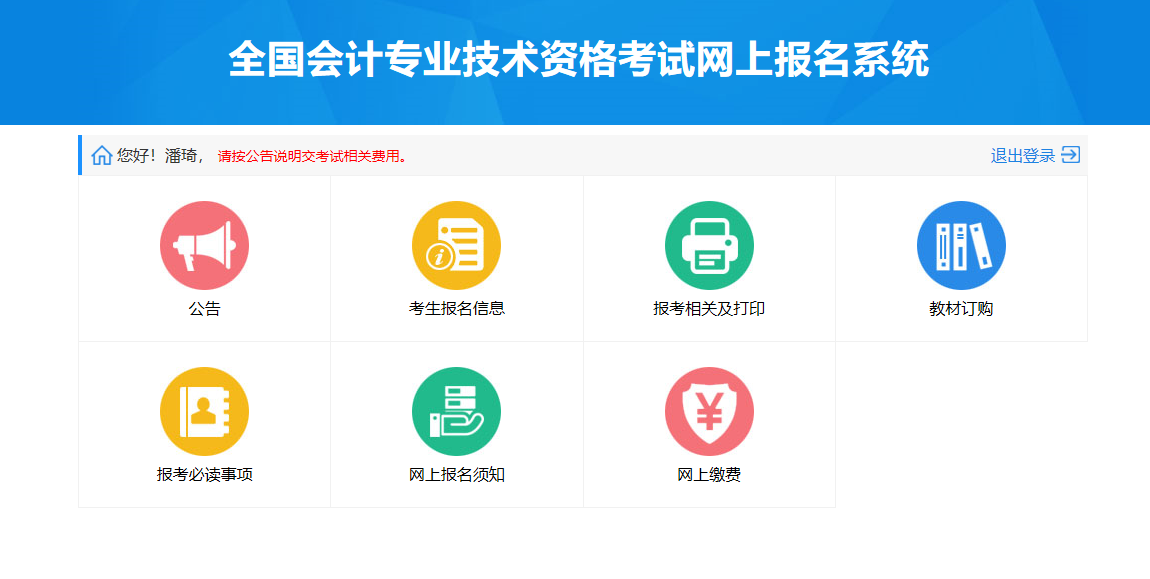 全国会计专业技术资格考试网上报名系统
您好！潘琦， 请按公告说明交考试相关费用。 退出登录
公告 考生报名信息 报考相关及打印 教材订购
报考必读事项 网上报名须知 网上缴费